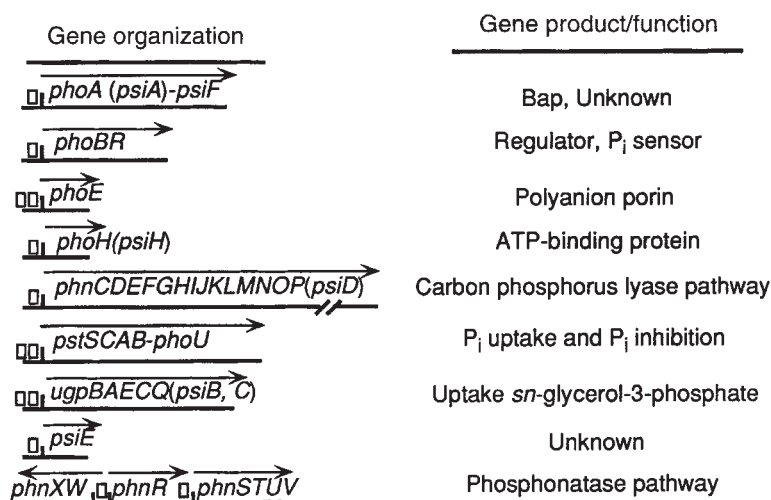 Gene organization Gene product/function
phoA (psiA)-psiF Bap, Unknown
phoBR Regulator, Pi sensor
phoE Polyanion porin
phoH(psiH) ATP-binding protein
phnCDEFGHIJKLMNOP(psiD) Carbon phosphorus lyase pathway
pstSCAB-phoU Pi uptake and Pi inhibition
ugpBAECQ(psiB, C) Uptake sn-glycerol-3-phosphate
psiE Unknown
phnXW phnR phnSTUV Phosphonatase pathway